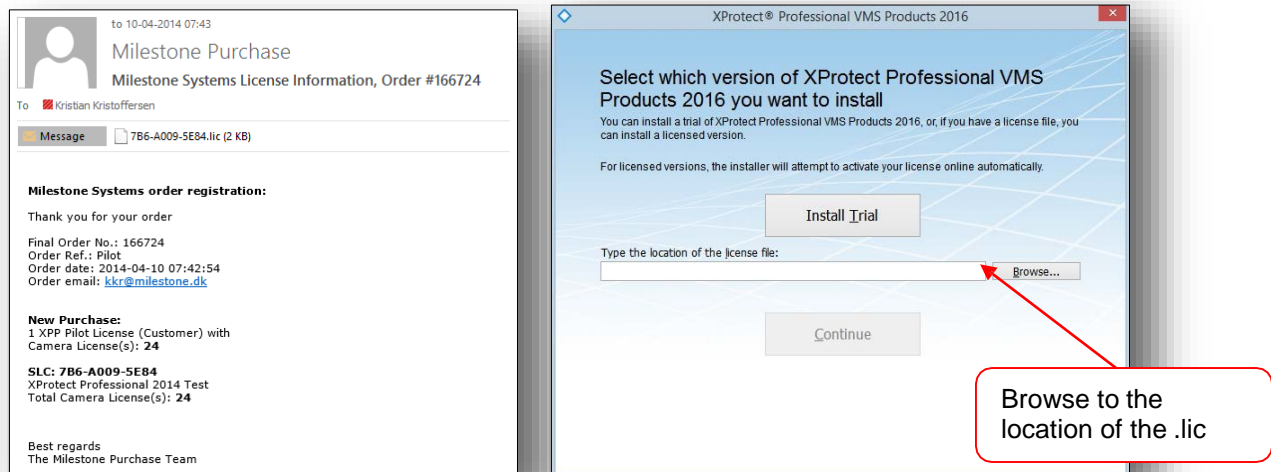 to 10-04-2014 07:43
Milestone Purchase
Milestone Systems License Information, Order #166724
To Kristian Kristoffersen
Message 7B6-A009-5E84.lic (2 KB)
Milestone Systems order registration:
Thank you for your order
Final Order No.: 166724
Order Ref.: Pilot
Order date: 2014-04-10 07:42:54
Order email: kkr@milestone.dk
New Purchase:
1 XPP Pilot License (Customer) with
Camera License(s): 24
SLC: 7B6-A009-5E84
XProtect Professional 2014 Test
Total Camera License(s): 24
Best regards
The Milestone Purchase Team
XProtect® Professional VMS Products 2016
Select which version of XProtect Professional VMS
Products 2016 you want to install
You can install a trial of XProtect Professional VMS Products 2016, or, if you have a license file, you
can install a licensed version.
For licensed versions, the installer will attempt to activate your license online automatically.
Install Trial
Type the location of the license file:
Browse...
Continue
Browse to the
location of the .lic